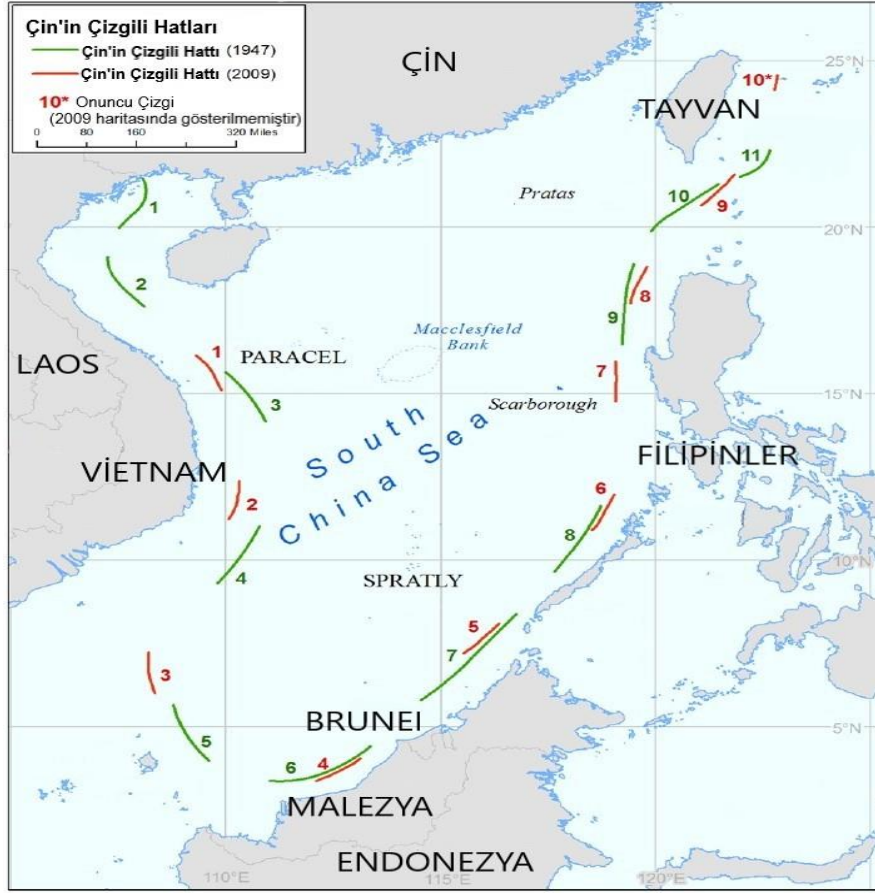 Çin'in Çizgili Hatları
Çin'in Çizgili Hattı (1947)
Çin'in Çizgili Hattı (2009)
10* Onuncu Çizgi
(2009 haritasında gösterilmemiştir)
0 80 160 320 Miles
ÇİN
25°N
10*
TAYVAN
11
1
Pratas
10
9
20°N
2
8
9
Macclesfield
Bank
1
PARACEL
LAOS
7
15°N
3
Scarborough
South
China Sea
FİLİPİNLER
VİETNAM
2
6
8
10°N
4
SPRATLY
5
7
3
BRUNEI
5
5°N
6
4
MALEZYA
ENDONEZYA
110°E
115°E
120°E